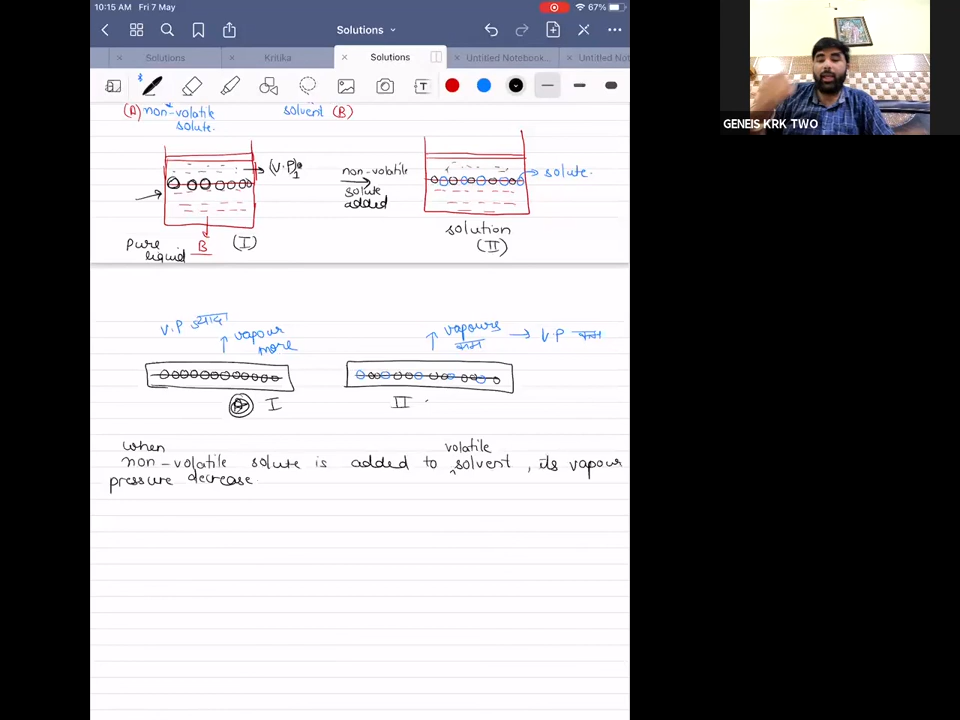 10:15 AM Fri 7 May
67%
Solutions
Solutions
Kritika
Solutions
Untitled Notebook...
Untitled Not
GENEIS KRK TWO
(A) non-volatile
solute.
solvent (B)
(V.P)
non-volatile
solute
added
solute.
pure
liquid
B
(I)
solution
(II)
V.P ज्यादा
vapour
more
vapours
कम
→ V.P कम
I
II
when
volatile
non-volatile solute is added to solvent, its vapour
pressure decrease.